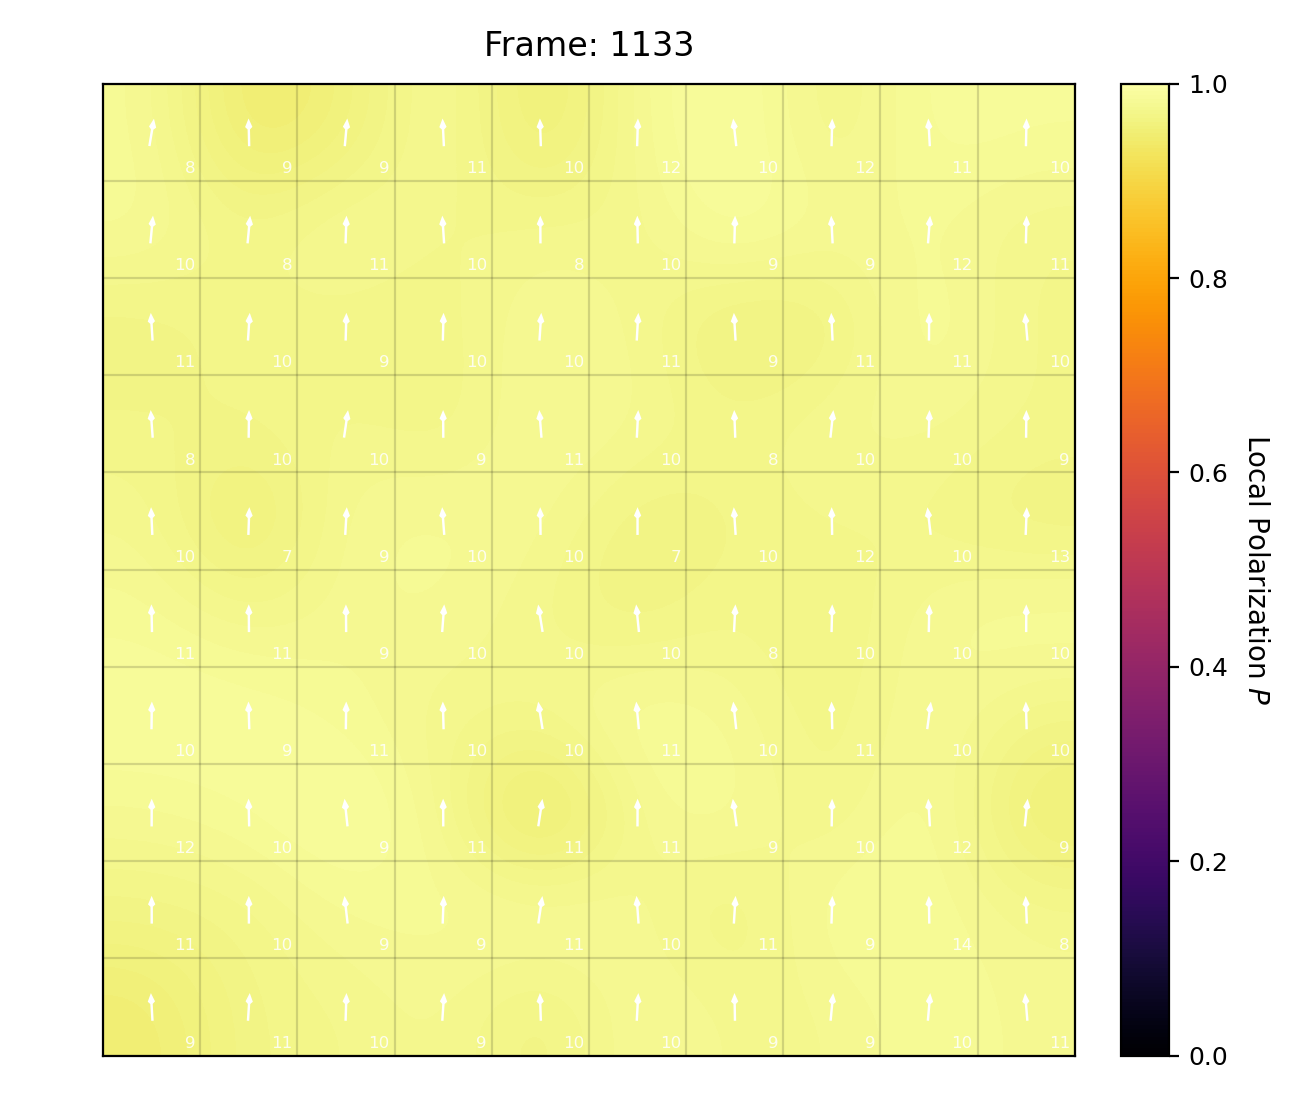 Frame: 1133
8 9 9 11 10 12 10 12 11 10
10 8 11 10 8 10 9 9 12 11
11 10 9 10 10 11 9 11 11 10
8 10 10 9 11 10 8 10 10 9
10 7 9 10 10 7 10 12 10 13
11 11 9 10 10 10 8 10 10 10
10 9 11 10 10 11 10 11 10 10
12 10 9 11 11 11 9 10 12 9
11 10 9 9 11 10 11 9 14 8
9 11 10 9 10 10 9 9 10 11
1.0
0.8
0.6
0.4
0.2
0.0
Local Polarization P